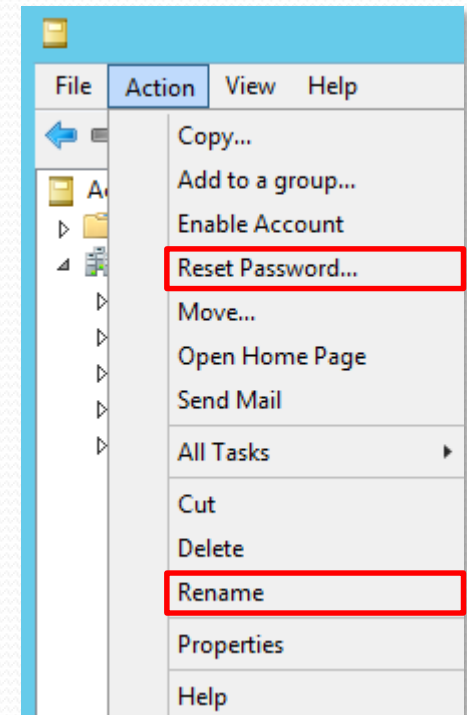 File Action View Help
Copy...
Add to a group...
Enable Account
Reset Password...
Move...
Open Home Page
Send Mail
All Tasks
Cut
Delete
Rename
Properties
Help